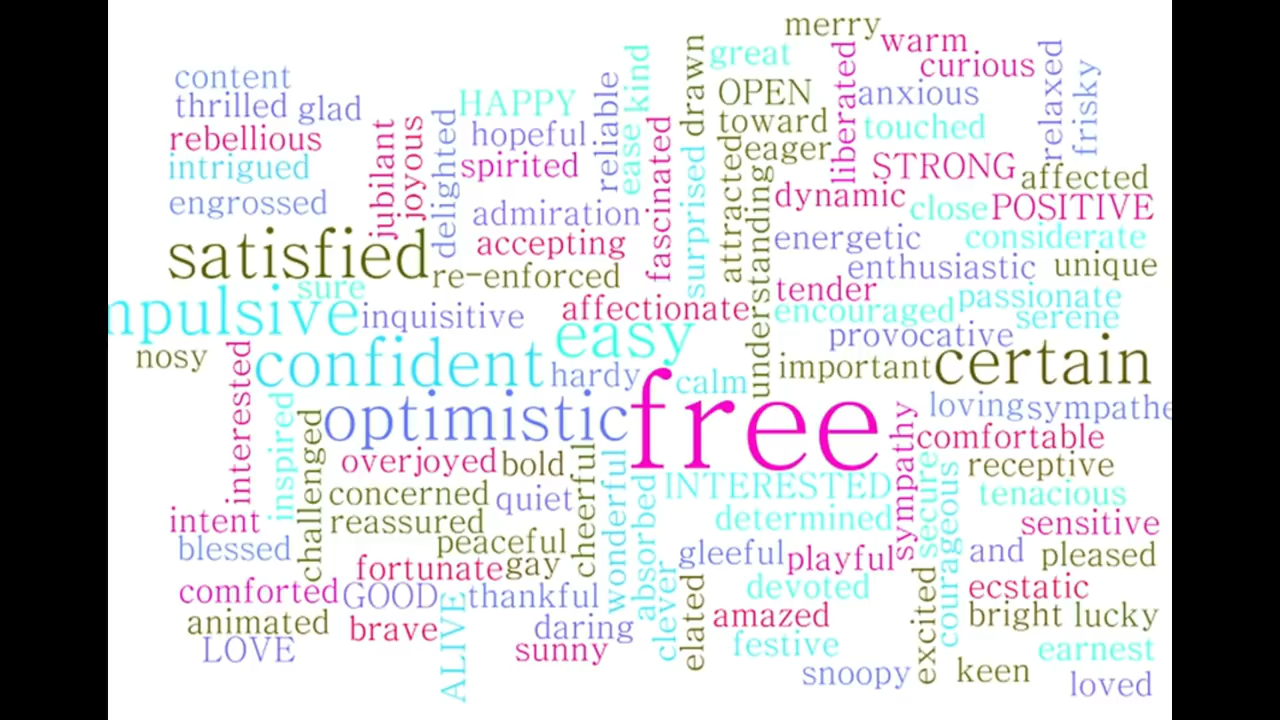 merry
warm
great
curious
content
thrilled
glad
rebellious
intrigued
engrossed
jubilant
joyous
delighted
HAPPY
hopeful
spirited
reliable
ease
kind
drawn
OPEN
toward
eager
liberated
anxious
touched
relaxed
frisky
STRONG
affected
admiration
accepting
fascinated
surprised
attracted
understanding
dynamic
close
POSITIVE
energetic
considerate
enthusiastic
unique
satisfied
re-enforced
sure
mpulsive
inquisitive
affectionate
tender
encouraged
passionate
serene
provocative
easy
nosy
interested
confident
hardy
calm
important
certain
free
optimistic
inspired
challenged
overjoyed
bold
cheerful
loving
sympathe
comfortable
sympathy
receptive
concerned
quiet
wonderful
absorbed
INTERESTED
secure
courageous
tenacious
intent
reassured
determined
sensitive
blessed
peaceful
gleeful
playful
and
pleased
fortunate
gay
comforted
GOOD
thankful
clever
devoted
ecstatic
animated
brave
ALIVE
daring
elated
amazed
excited
bright
lucky
LOVE
sunny
festive
earnest
snoopy
keen
loved